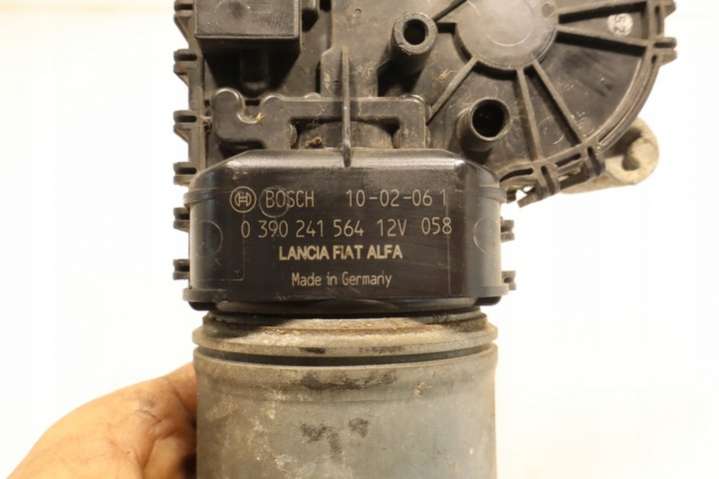 BOSCH 10-02-06 1
0 390 241 564 12V 058
LANCIA FIAT ALFA
Made in Germany